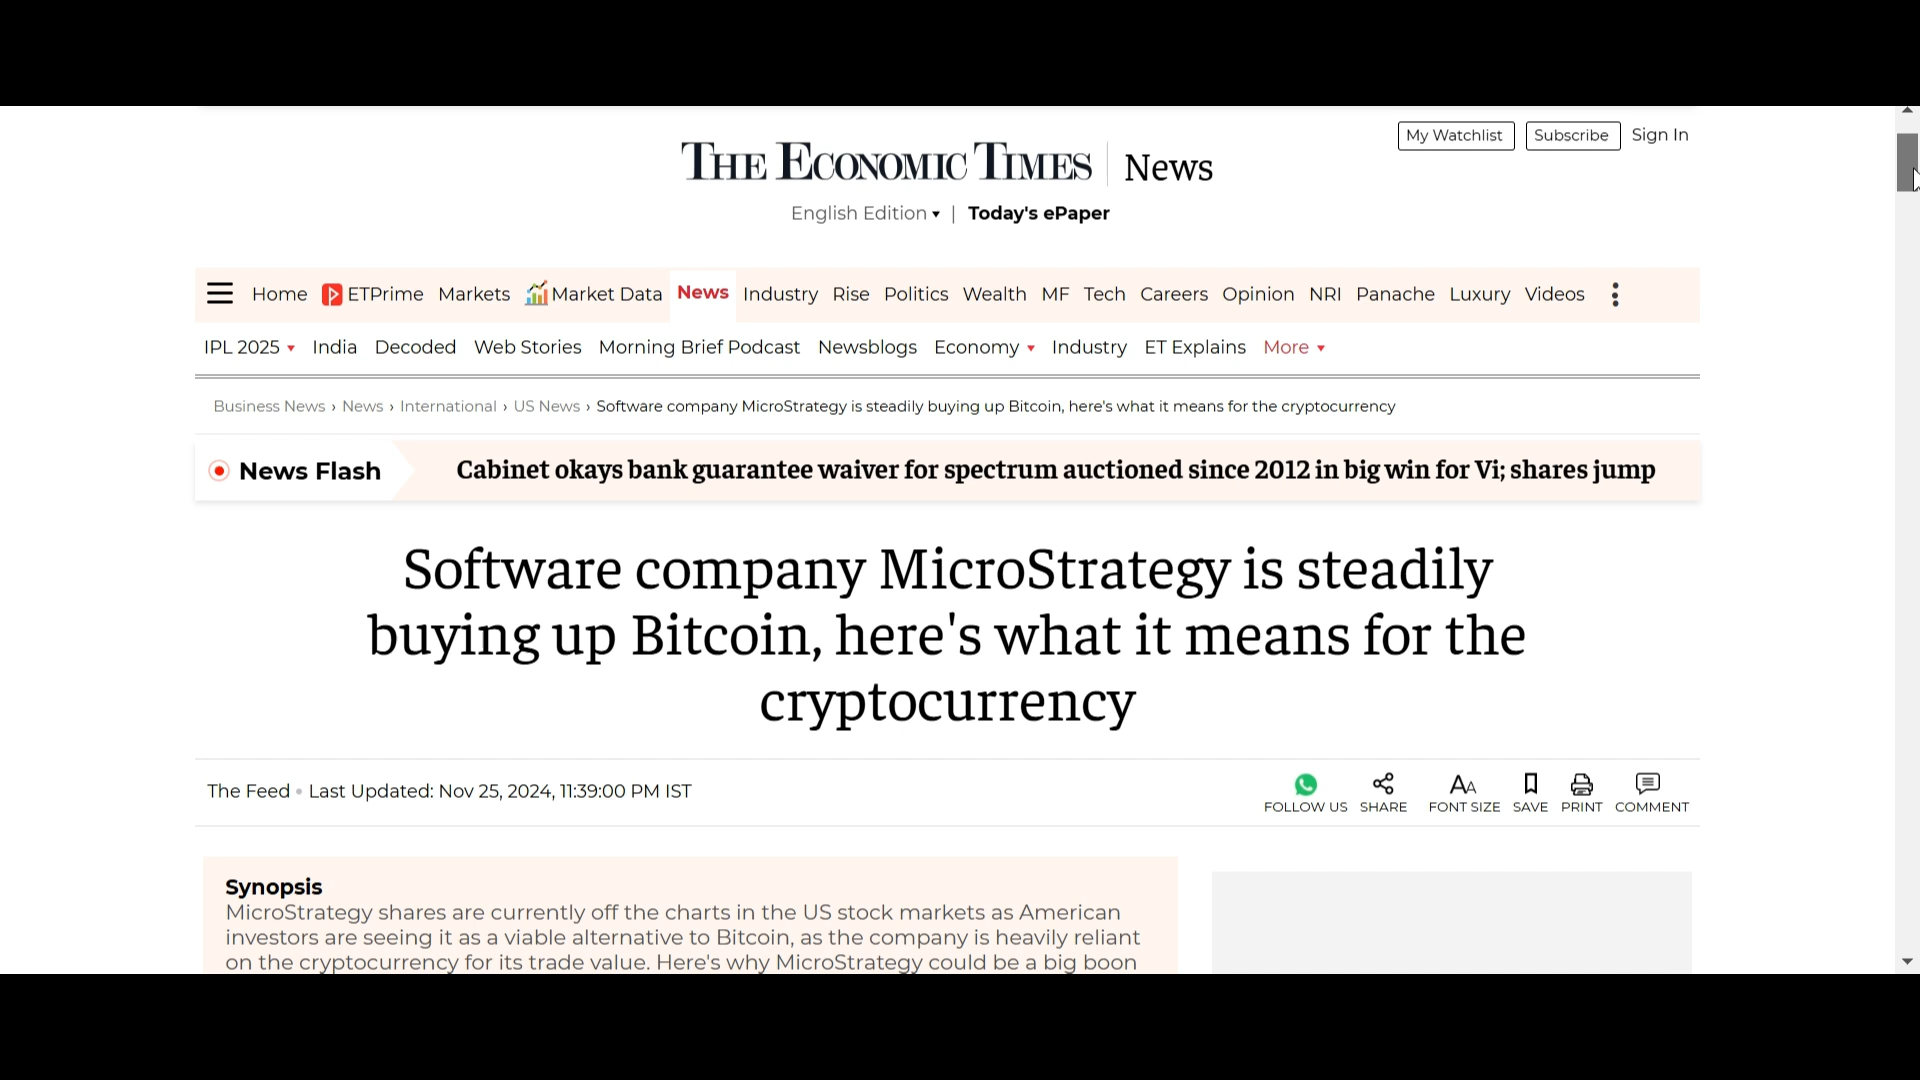 My Watchlist Subscribe Sign In
THE ECONOMIC TIMES News
English Edition | Today's ePaper
Home ETPrime Markets Market Data News Industry Rise Politics Wealth MF Tech Careers Opinion NRI Panache Luxury Videos
IPL 2025 India Decoded Web Stories Morning Brief Podcast Newsblogs Economy Industry ET Explains More
Business News › News › International › US News › Software company MicroStrategy is steadily buying up Bitcoin, here's what it means for the cryptocurrency
News Flash Cabinet okays bank guarantee waiver for spectrum auctioned since 2012 in big win for Vi; shares jump
Software company MicroStrategy is steadily
buying up Bitcoin, here's what it means for the
cryptocurrency
The Feed • Last Updated: Nov 25, 2024, 11:39:00 PM IST
FOLLOW US SHARE FONT SIZE SAVE PRINT COMMENT
Synopsis
MicroStrategy shares are currently off the charts in the US stock markets as American
investors are seeing it as a viable alternative to Bitcoin, as the company is heavily reliant
on the cryptocurrency for its trade value. Here's why MicroStrategy could be a big boon